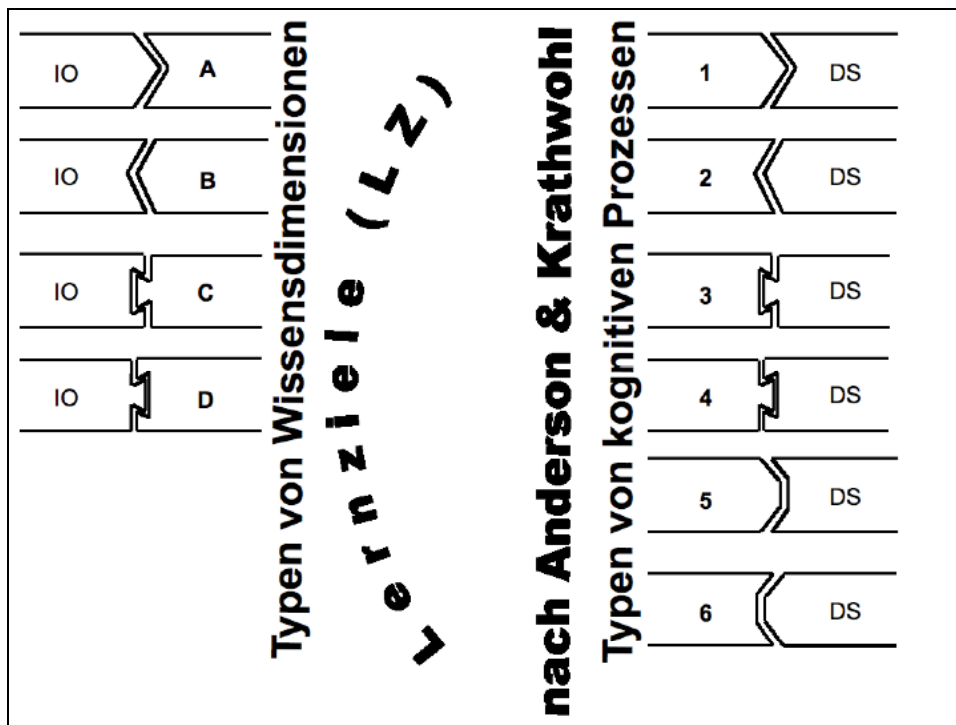 IO A
IO B
IO C
IO D
Typen von Wissensdimensionen
Lernziele (LZ)
nach Anderson & Krathwohl
Typen von kognitiven Prozessen
1 DS
2 DS
3 DS
4 DS
5 DS
6 DS